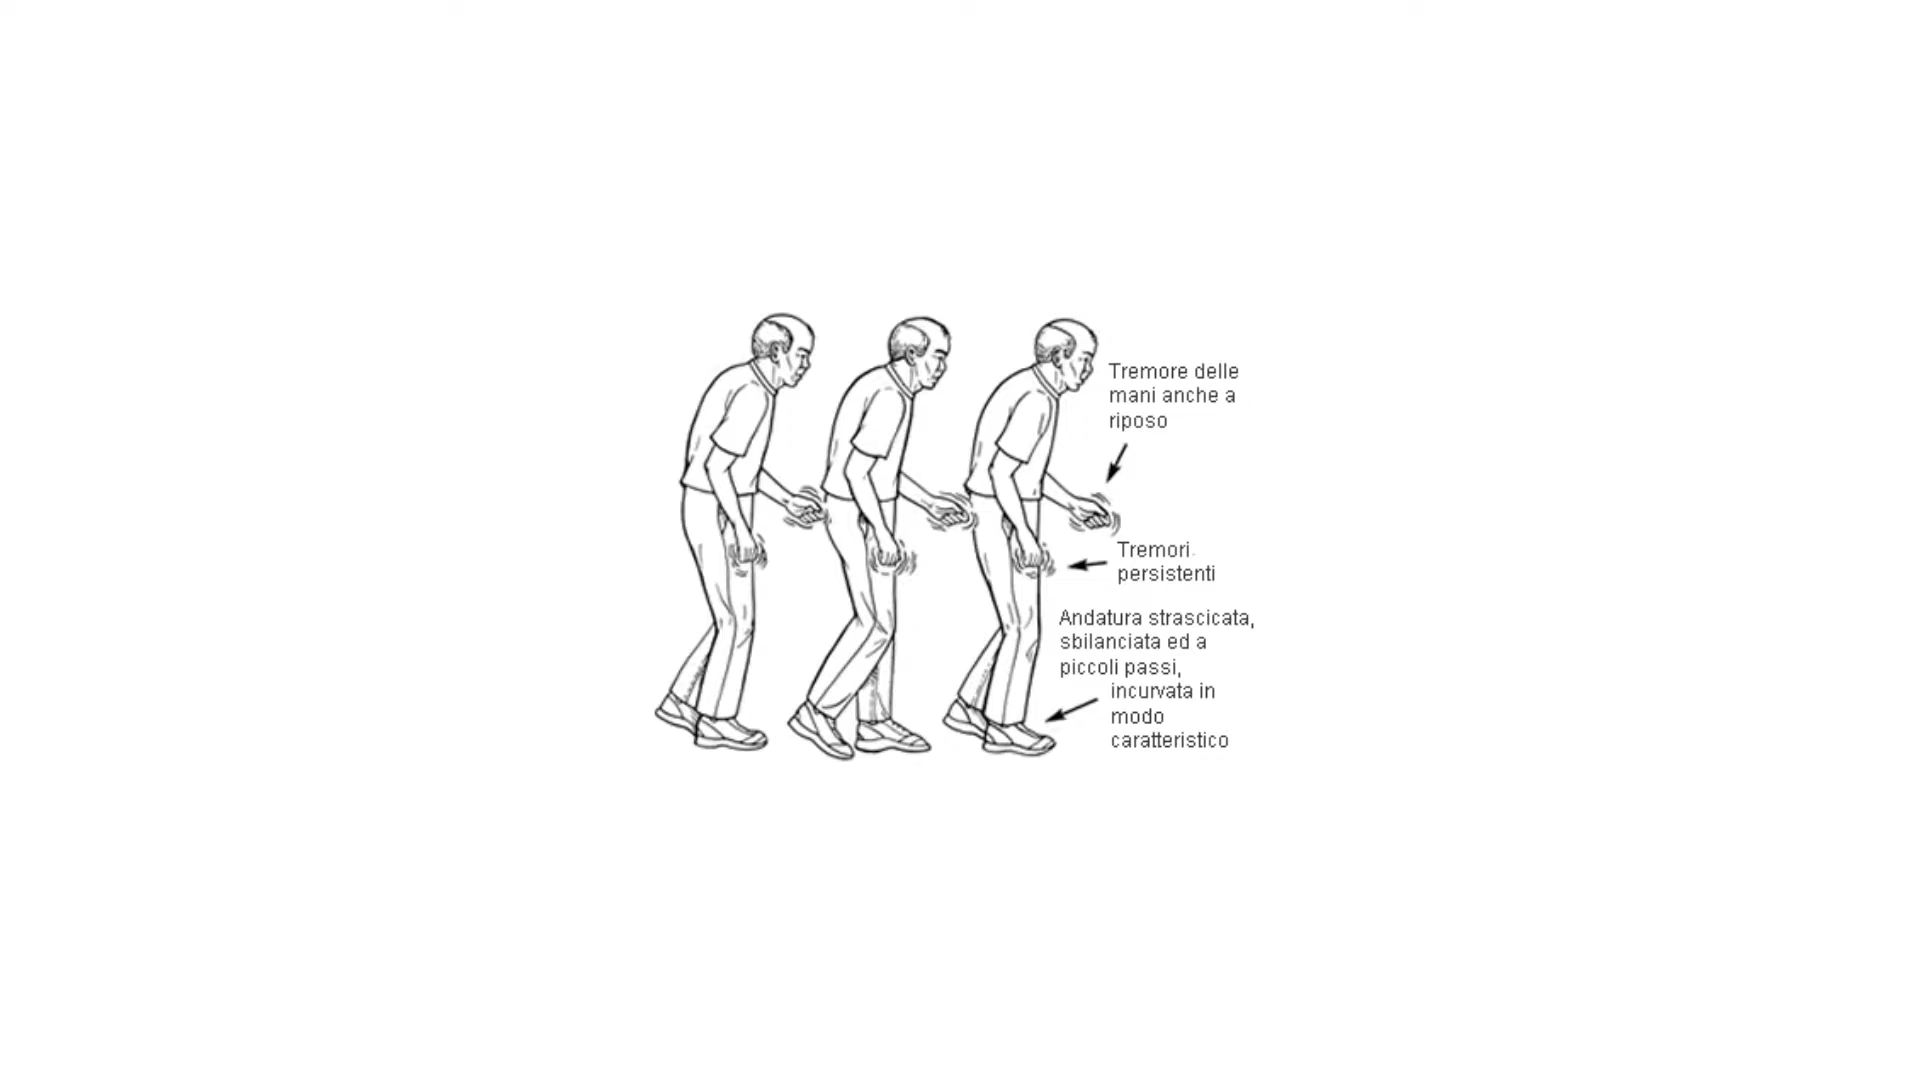 Tremore delle
mani anche a
riposo
Tremori
persistenti
Andatura strascicata,
sbilanciata ed a
piccoli passi,
incurvata in
modo
caratteristico